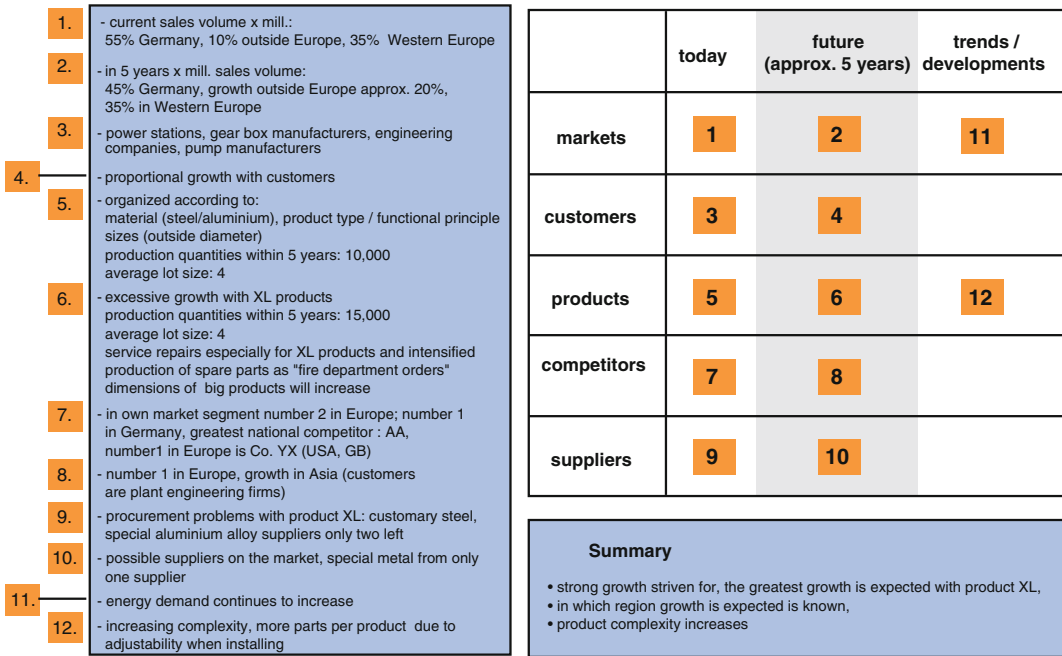 1.
- current sales volume x mill.:
55% Germany, 10% outside Europe, 35% Western Europe
2.
- in 5 years x mill. sales volume:
45% Germany, growth outside Europe approx. 20%,
35% in Western Europe
3.
- power stations, gear box manufacturers, engineering
companies, pump manufacturers
4.
- proportional growth with customers
5.
- organized according to:
material (steel/aluminium), product type / functional principle
sizes (outside diameter)
production quantities within 5 years: 10,000
average lot size: 4
6.
- excessive growth with XL products
production quantities within 5 years: 15,000
average lot size: 4
service repairs especially for XL products and intensified
production of spare parts as "fire department orders"
dimensions of big products will increase
7.
- in own market segment number 2 in Europe; number 1
in Germany, greatest national competitor : AA,
number1 in Europe is Co. YX (USA, GB)
8.
- number 1 in Europe, growth in Asia (customers
are plant engineering firms)
9.
- procurement problems with product XL: customary steel,
special aluminium alloy suppliers only two left
10.
- possible suppliers on the market, special metal from only
one supplier
11.
- energy demand continues to increase
12.
- increasing complexity, more parts per product due to
adjustability when installing
today
future
(approx. 5 years)
trends /
developments
markets 1 2 11
customers 3 4
products 5 6 12
competitors 7 8
suppliers 9 10
Summary
• strong growth striven for, the greatest growth is expected with product XL,
• in which region growth is expected is known,
• product complexity increases